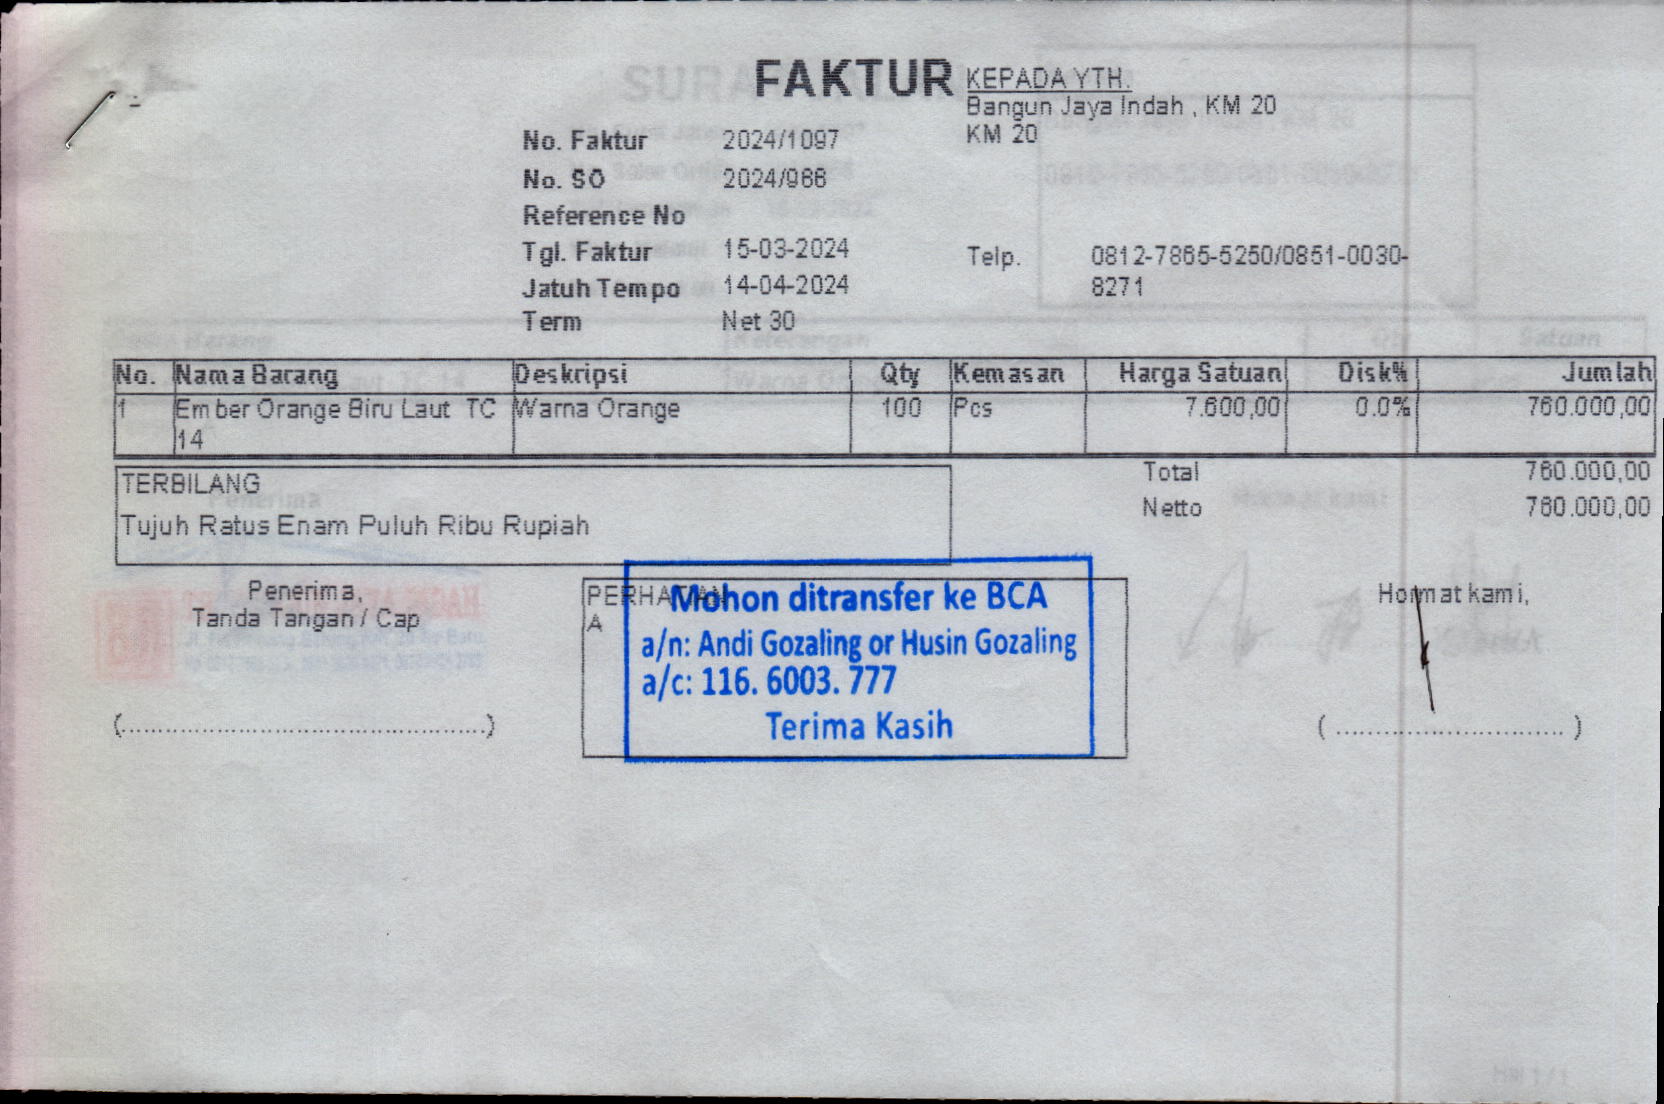 FAKTUR
KEPADA YTH.
Bangun Jaya Indah , KM 20
KM 20
No. Faktur 2024/1097
No. SO 2024/966
Reference No
Tgl. Faktur 15-03-2024
Jatuh Tempo 14-04-2024
Term Net 30
Telp. 0812-7865-5250/0851-0030-
8271
No. Nama Barang Deskripsi Qty Kemasan Harga Satuan Disk% Jumlah
1 Ember Orange Biru Laut TC Warna Orange 100 Pcs 7.600,00 0.0% 760.000,00
14
Total 760.000,00
Netto 760.000,00
TERBILANG
Tujuh Ratus Enam Puluh Ribu Rupiah
Penerima,
Tanda Tangan / Cap
(..............................................)
PERHATIAN
A
Mohon ditransfer ke BCA
a/n: Andi Gozaling or Husin Gozaling
a/c: 116. 6003. 777
Terima Kasih
Hormat kami,
( ............................ )